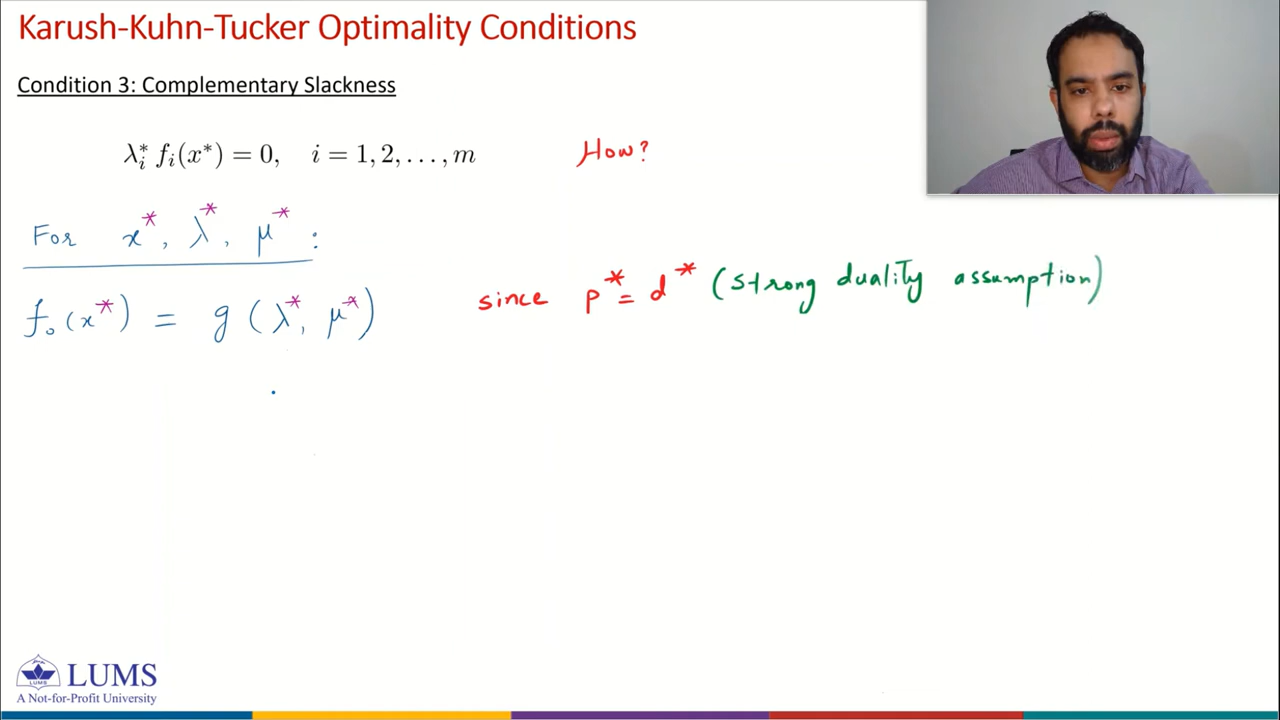 Karush-Kuhn-Tucker Optimality Conditions
Condition 3: Complementary Slackness
λᵢ* fᵢ(x*) = 0, i = 1, 2, . . . , m
How?
For x*, λ*, μ* :
f₀(x*) = g(λ*, μ*)
since p* = d* (strong duality assumption)
LUMS
A Not-for-Profit University